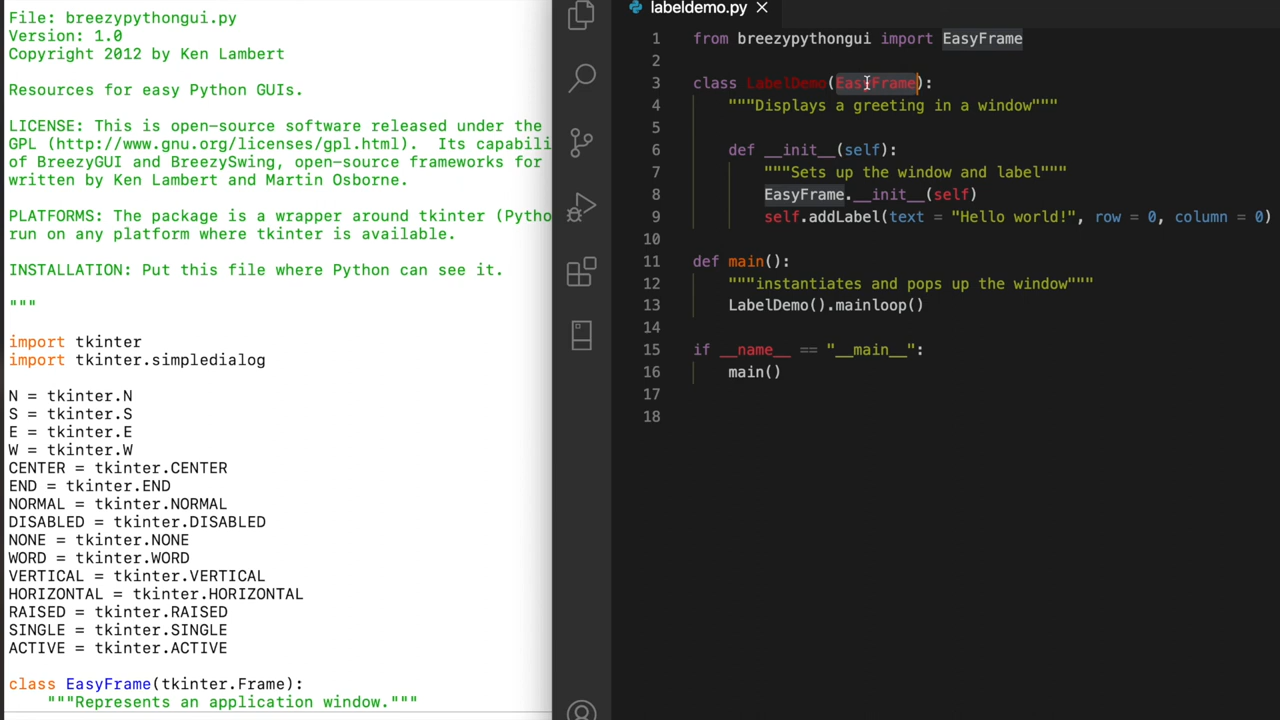 File: breezypythongui.py
Version: 1.0
Copyright 2012 by Ken Lambert
Resources for easy Python GUIs.
LICENSE: This is open-source software released under the
GPL (http://www.gnu.org/licenses/gpl.html).  Its capabili
of BreezyGUI and BreezySwing, open-source frameworks for
written by Ken Lambert and Martin Osborne.
PLATFORMS: The package is a wrapper around tkinter (Pytho
run on any platform where tkinter is available.
INSTALLATION: Put this file where Python can see it.
"""
import tkinter
import tkinter.simpledialog
N = tkinter.N
S = tkinter.S
E = tkinter.E
W = tkinter.W
CENTER = tkinter.CENTER
END = tkinter.END
NORMAL = tkinter.NORMAL
DISABLED = tkinter.DISABLED
NONE = tkinter.NONE
WORD = tkinter.WORD
VERTICAL = tkinter.VERTICAL
HORIZONTAL = tkinter.HORIZONTAL
RAISED = tkinter.RAISED
SINGLE = tkinter.SINGLE
ACTIVE = tkinter.ACTIVE
class EasyFrame(tkinter.Frame):
    """Represents an application window."""
labeldemo.py
1 from breezypythongui import EasyFrame
2
3 class LabelDemo(EasyFrame):
4     """Displays a greeting in a window"""
5
6     def __init__(self):
7         """Sets up the window and label"""
8         EasyFrame.__init__(self)
9         self.addLabel(text = "Hello world!", row = 0, column = 0)
10
11 def main():
12     """instantiates and pops up the window"""
13     LabelDemo().mainloop()
14
15 if __name__ == "__main__":
16     main()
17
18